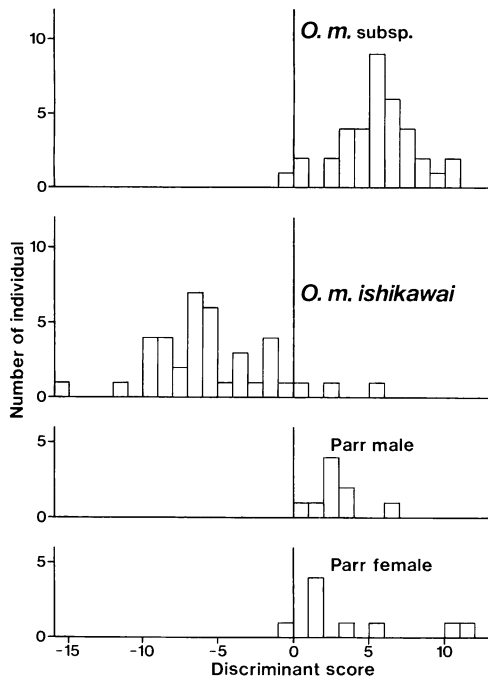 O. m. subsp.
10
5
0
Number of individual
10
O. m. ishikawai
5
0
5
Parr male
0
5
Parr female
0
-15 -10 -5 0 5 10
Discriminant score